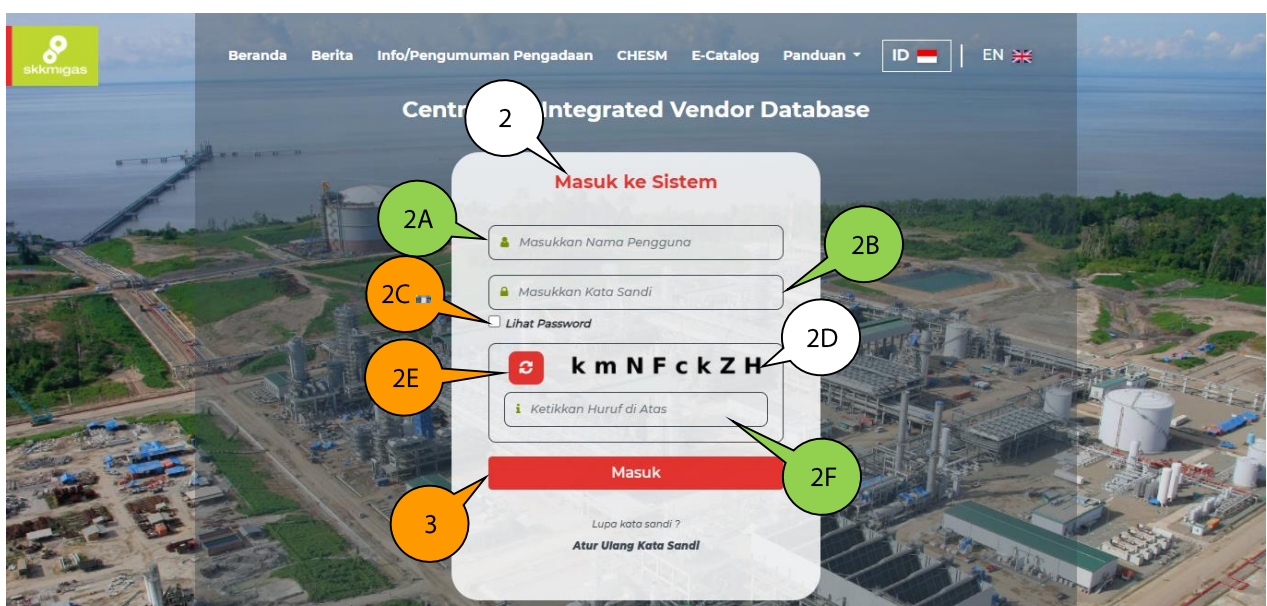 skkmigas
Beranda Berita Info/Pengumuman Pengadaan CHESM E-Catalog Panduan ID EN
Integrated Vendor Database
2
Masuk ke Sistem
2A
Masukkan Nama Pengguna
2B
Masukkan Kata Sandi
2C
Lihat Password
2D
kmNFckZH
2E
Ketikkan Huruf di Atas
2F
Masuk
3
Lupa kata sandi ?
Atur Ulang Kata Sandi